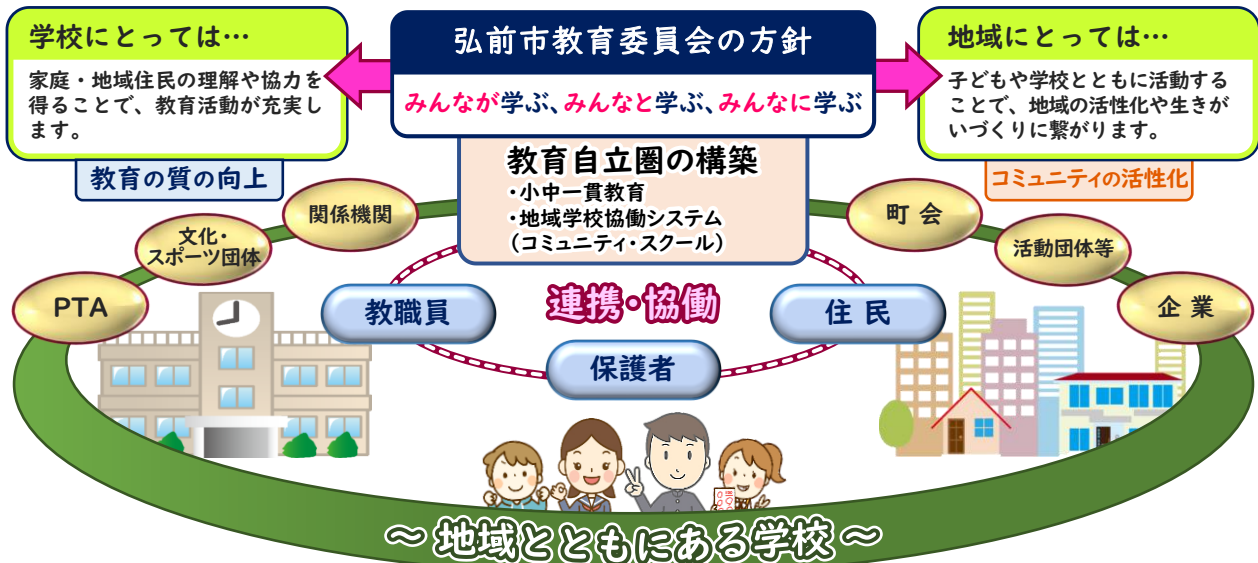 弘前市教育委員会の方針
みんなが学ぶ、みんなと学ぶ、みんなに学ぶ
学校にとっては…
家庭・地域住民の理解や協力を
得ることで、教育活動が充実し
ます。
教育の質の向上
地域にとっては…
子どもや学校とともに活動する
ことで、地域の活性化や生きが
いづくりに繋がります。
コミュニティの活性化
教育自立圏の構築
・小中一貫教育
・地域学校協働システム
（コミュニティ・スクール）
関係機関
文化・
スポーツ団体
PTA
町会
活動団体等
企業
連携・協働
教職員
住民
保護者
～地域とともにある学校～